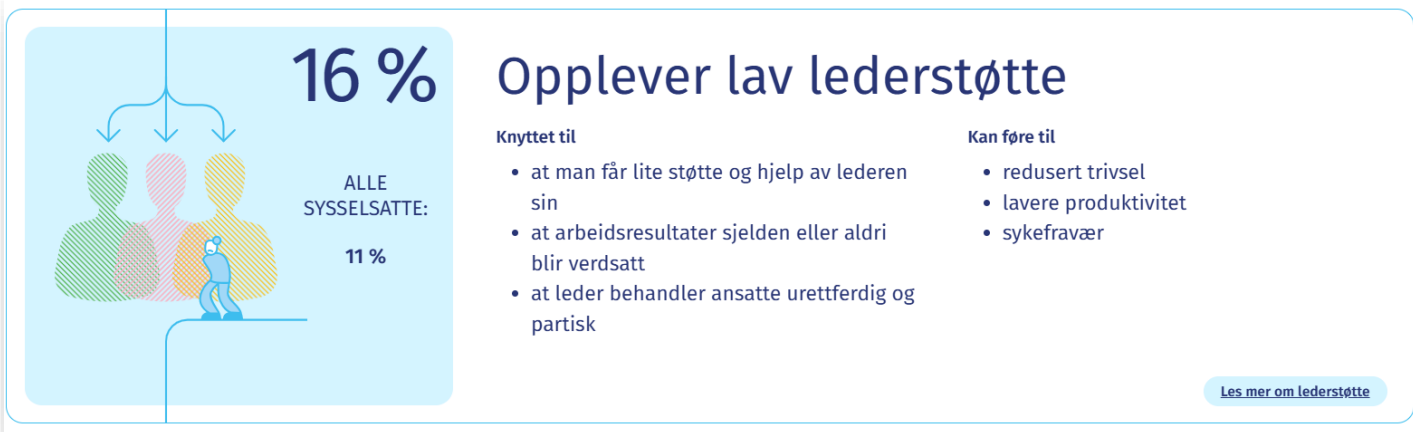 16 %
ALLE
SYSSELSATTE:
11 %
Opplever lav lederstøtte
Knyttet til
• at man får lite støtte og hjelp av lederen
sin
• at arbeidsresultater sjelden eller aldri
blir verdsatt
• at leder behandler ansatte urettferdig og
partisk
Kan føre til
• redusert trivsel
• lavere produktivitet
• sykefravær
Les mer om lederstøtte